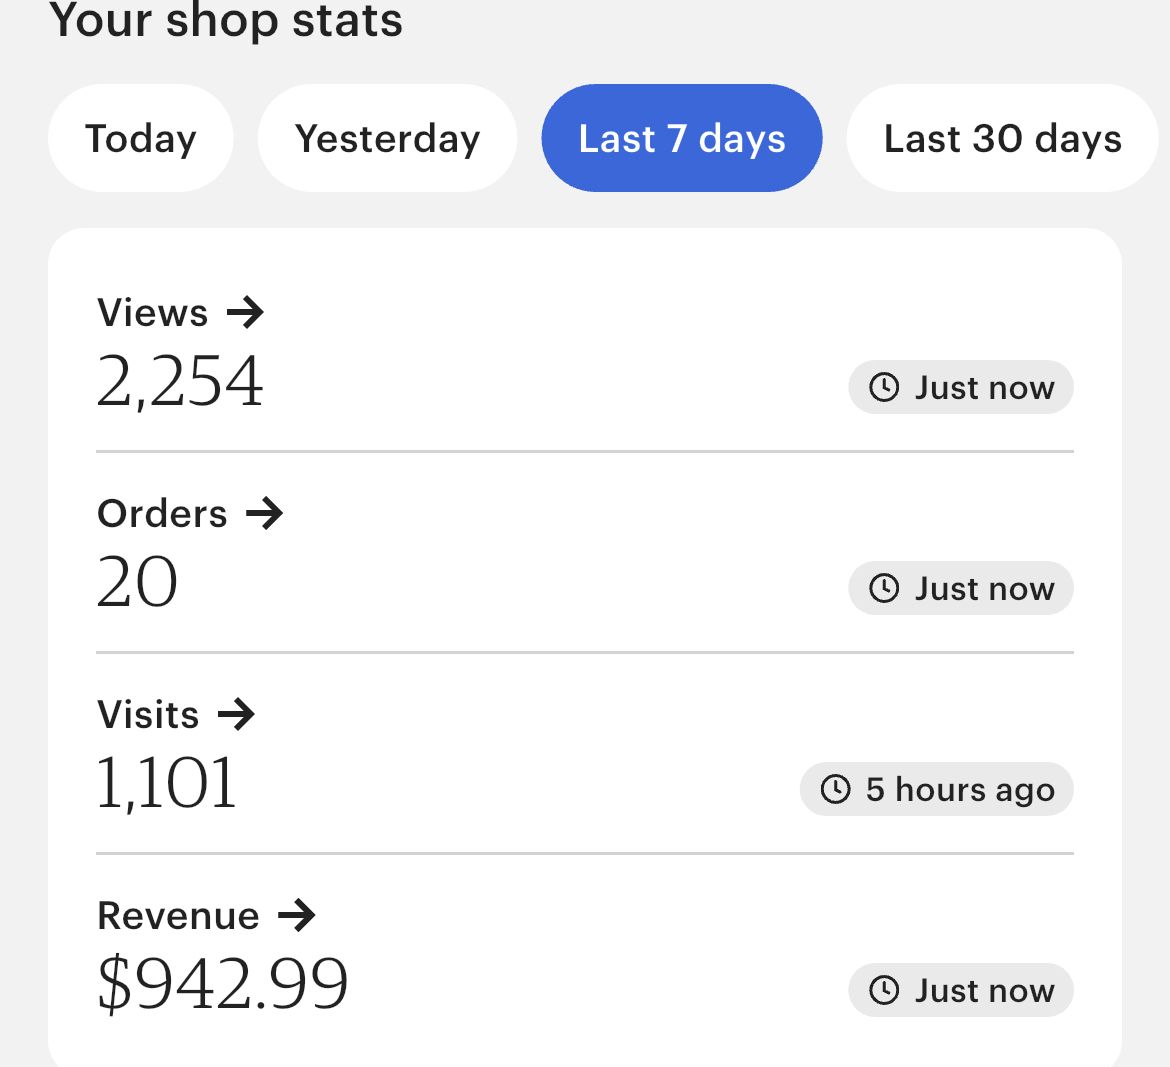 Your shop stats
Today Yesterday Last 7 days Last 30 days
Views →
2,254
Just now
Orders →
20
Just now
Visits →
1,101
5 hours ago
Revenue →
$942.99
Just now